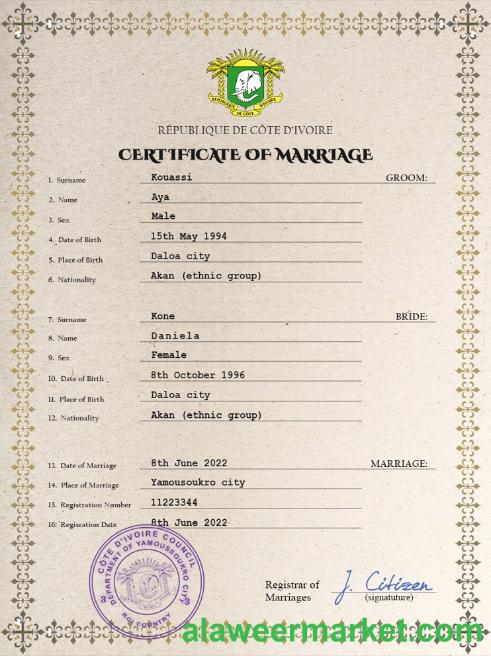 RÉPUBLIQUE DE CÔTE D'IVOIRE
RÉPUBLIQUE DE CÔTE D'IVOIRE
CERTIFICATE OF MARRIAGE
1. Surname Kouassi GROOM:
2. Name Aya
3. Sex Male
4. Date of Birth 15th May 1994
5. Place of Birth Daloa city
6. Nationality Akan (ethnic group)
7. Surname Kone BRIDE:
8. Name Daniela
9. Sex Female
10. Date of Birth 8th October 1996
11. Place of Birth Daloa city
12. Nationality Akan (ethnic group)
13. Date of Marriage 8th June 2022 MARRIAGE:
14. Place of Marriage Yamousoukro city
15. Registration Number 11223344
16: Regisration Date 8th June 2022
CÔTE D'IVOIRE COUNCIL
DEPARTMENT OF YAMOUSSOUKRO CITY
Registrar of
Marriages
J. Citizen
(signatuture)
alaweermarket.com